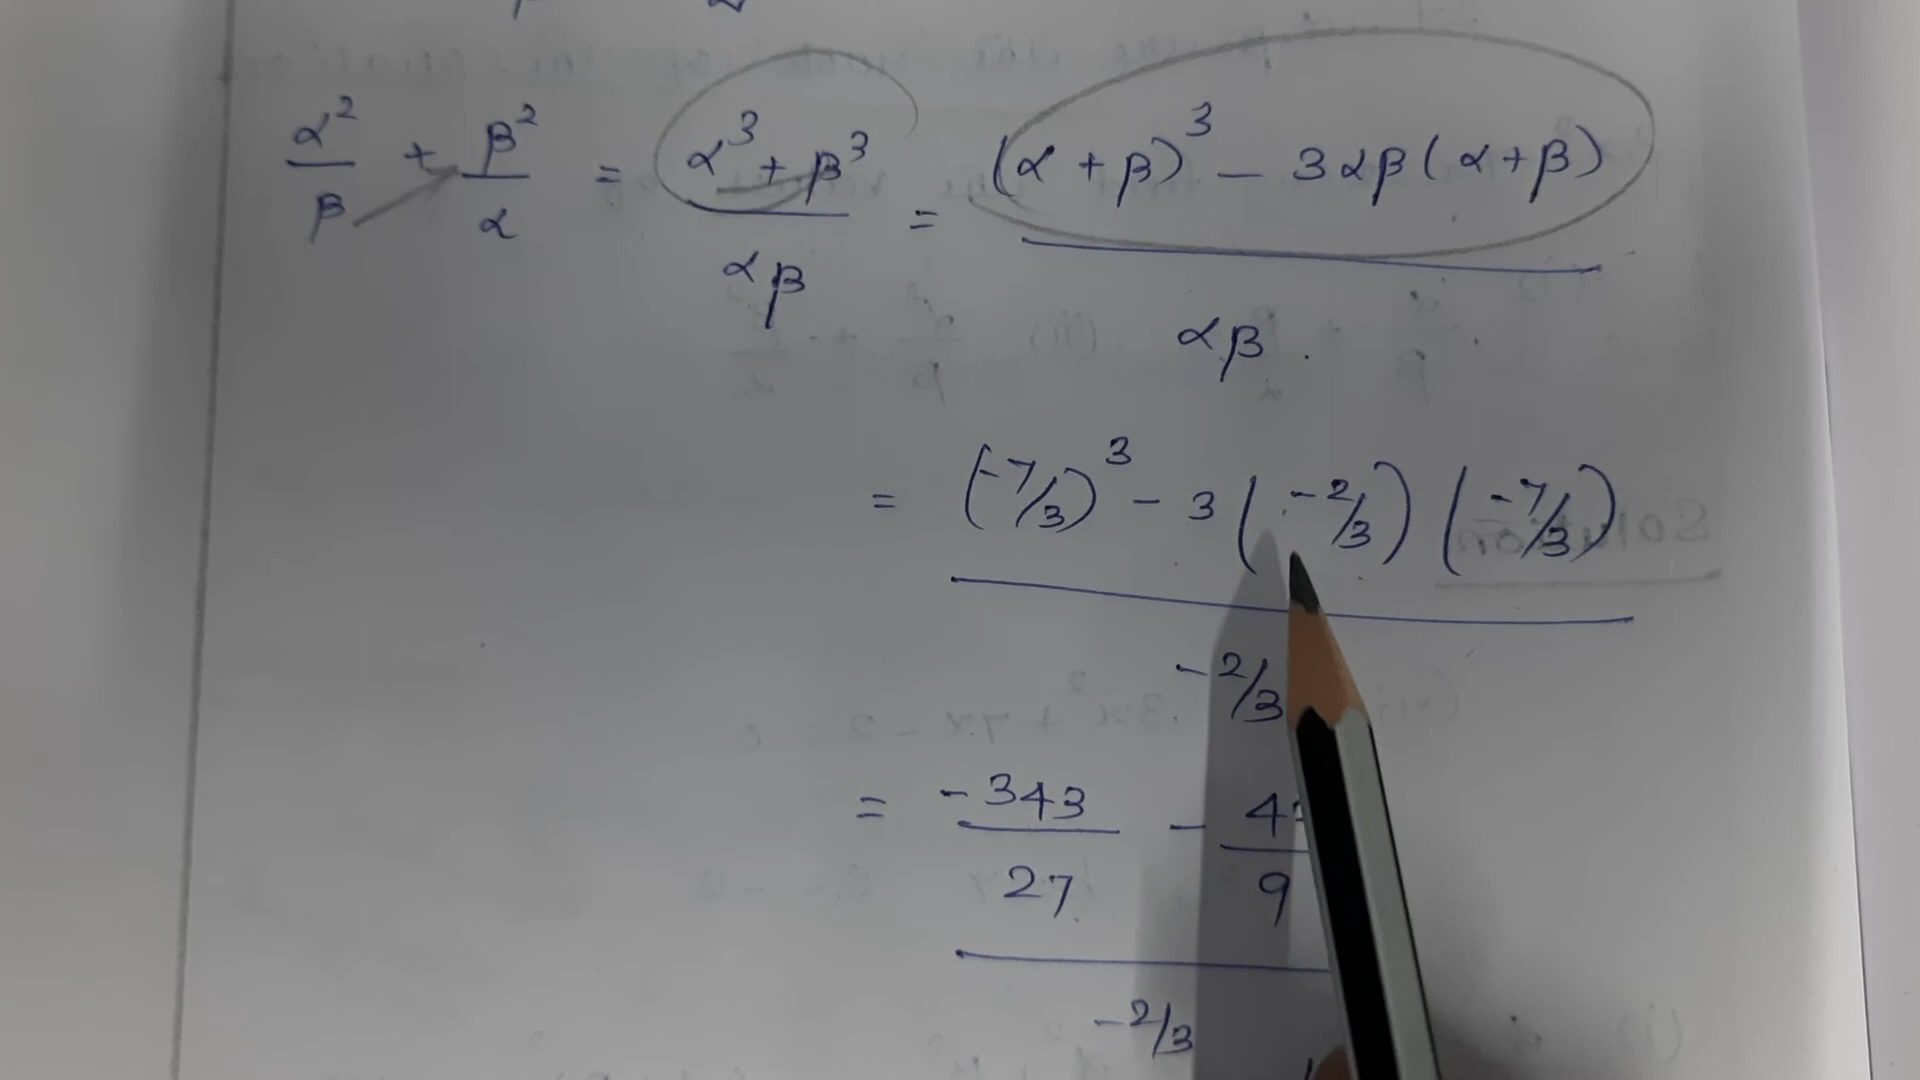 α²/β + β²/α = (α³ + β³)/αβ = ((α + β)³ - 3αβ(α+β))/αβ.
= ((-7/3)³ - 3(-2/3)(-7/3))/(-2/3)
= (-343/27 - 4/9)/(-2/3)